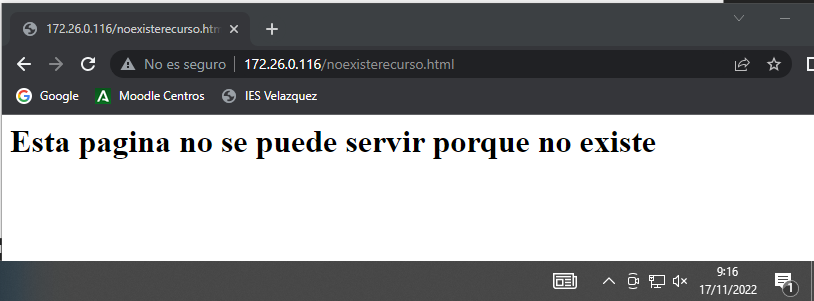 172.26.0.116/noexisterecurso.htm
No es seguro 172.26.0.116/noexisterecurso.html
Google Moodle Centros IES Velazquez
Esta pagina no se puede servir porque no existe
9:16
17/11/2022
1